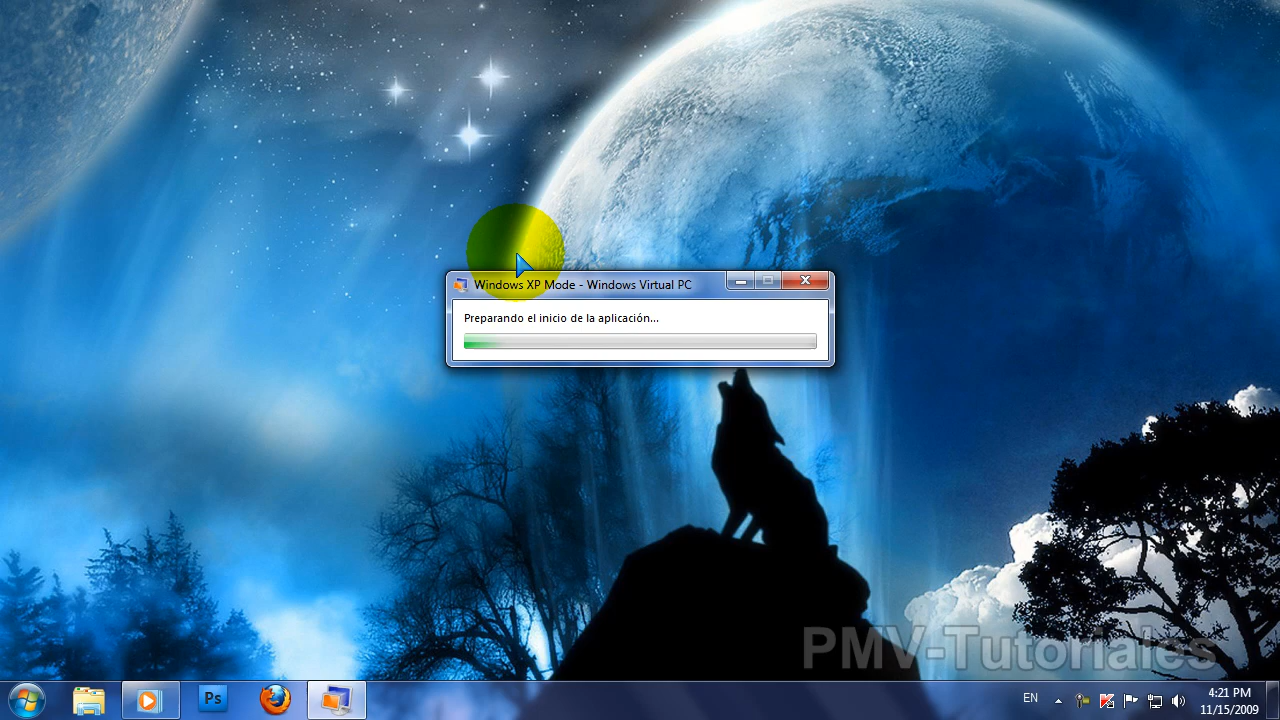 Windows XP Mode - Windows Virtual PC
Preparando el inicio de la aplicación...
PMV-Tutoriales
Ps
EN
4:21 PM
11/15/2009